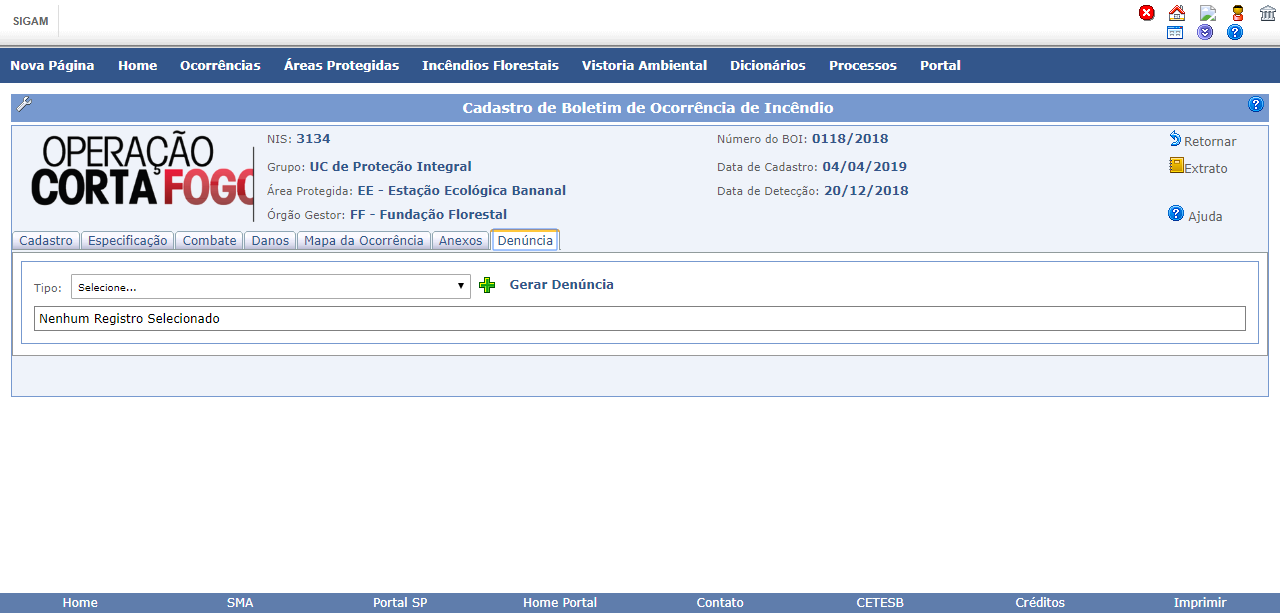 SIGAM
Nova Página Home Ocorrências Áreas Protegidas Incêndios Florestais Vistoria Ambiental Dicionários Processos Portal
Cadastro de Boletim de Ocorrência de Incêndio
OPERAÇÃO
CORTA FOGO
NIS: 3134
Número do BOI: 0118/2018
Retornar
Grupo: UC de Proteção Integral
Data de Cadastro: 04/04/2019
Extrato
Área Protegida: EE - Estação Ecológica Bananal
Data de Detecção: 20/12/2018
Órgão Gestor: FF - Fundação Florestal
Ajuda
Cadastro Especificação Combate Danos Mapa da Ocorrência Anexos Denúncia
Tipo: Selecione... Gerar Denúncia
Nenhum Registro Selecionado
Home SMA Portal SP Home Portal Contato CETESB Créditos Imprimir